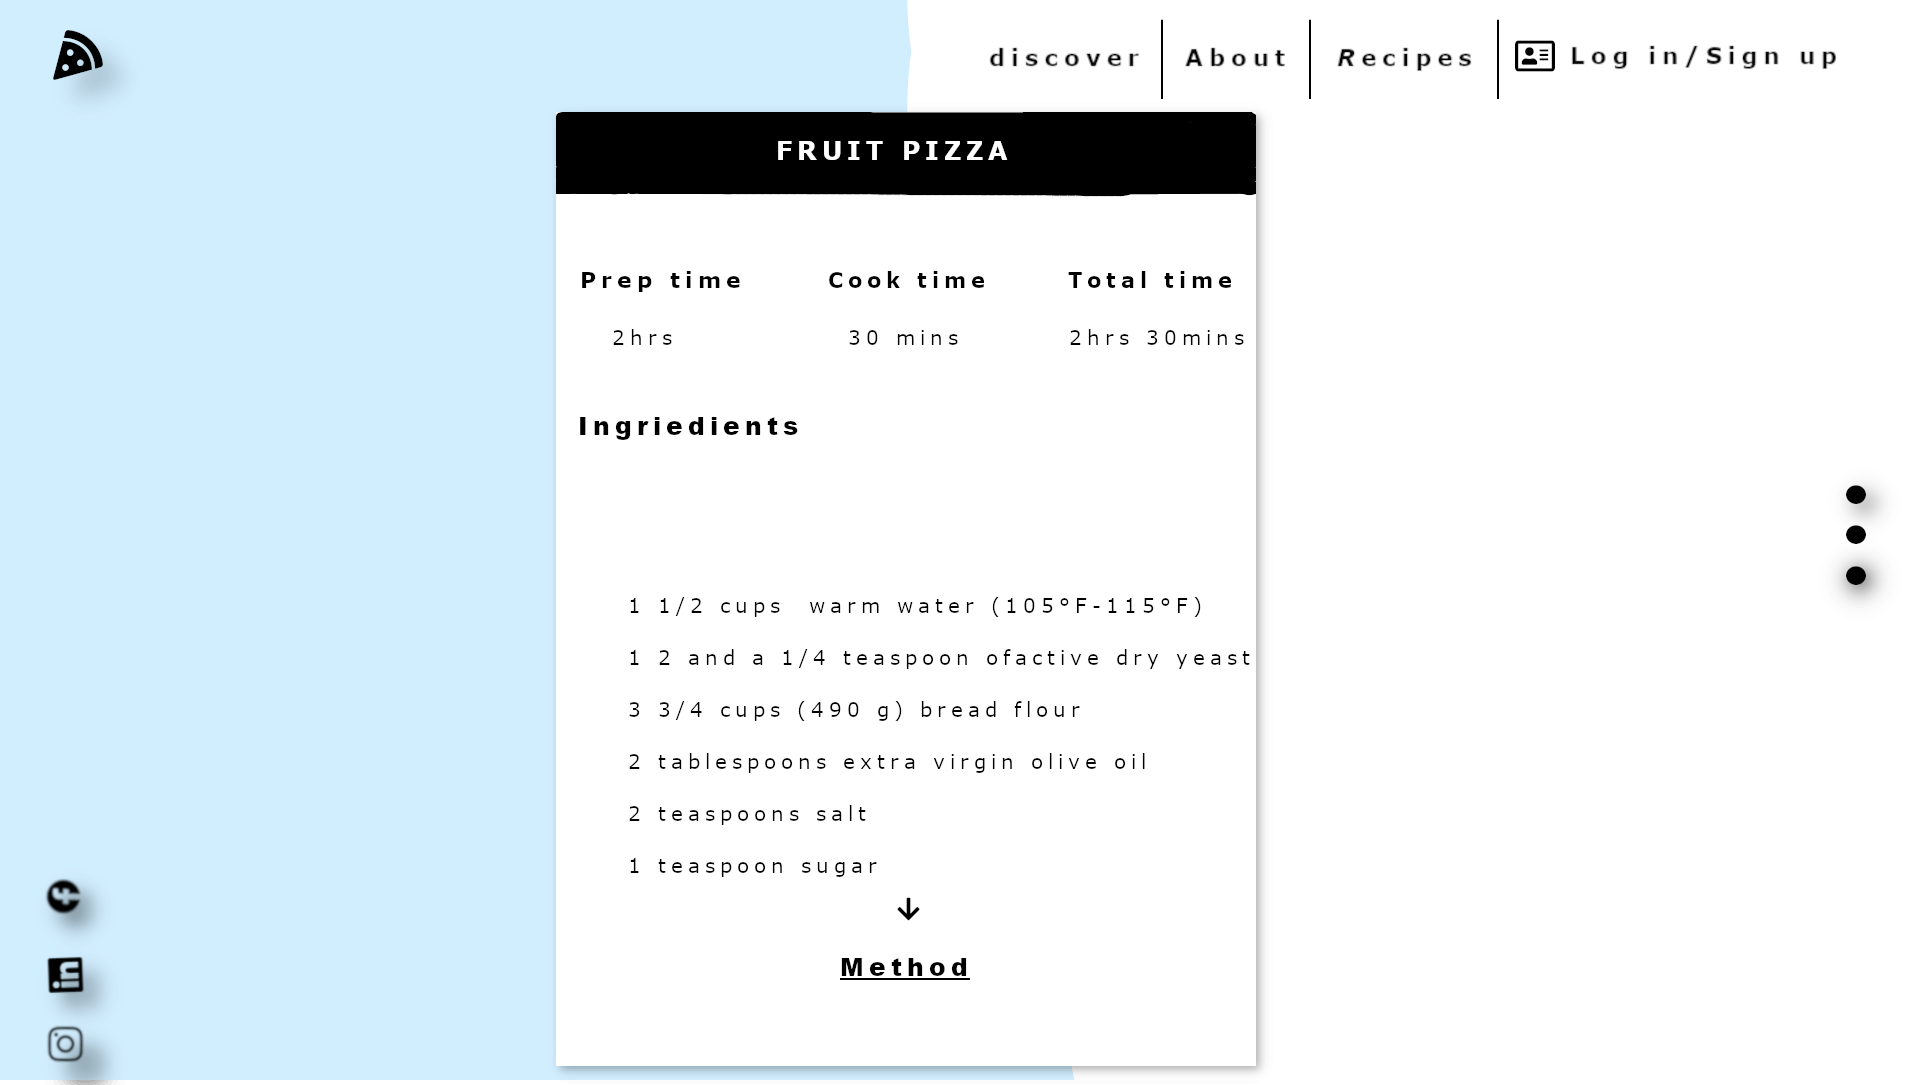 discover
About
Recipes
Log in/Sign up
FRUIT PIZZA
Prep time
Cook time
Total time
2hrs
30 mins
2hrs 30mins
Ingriedients
1 1/2 cups  warm water (105°F-115°F)
1 2 and a 1/4 teaspoon ofactive dry yeast
3 3/4 cups (490 g) bread flour
2 tablespoons extra virgin olive oil
2 teaspoons salt
1 teaspoon sugar
Method
in